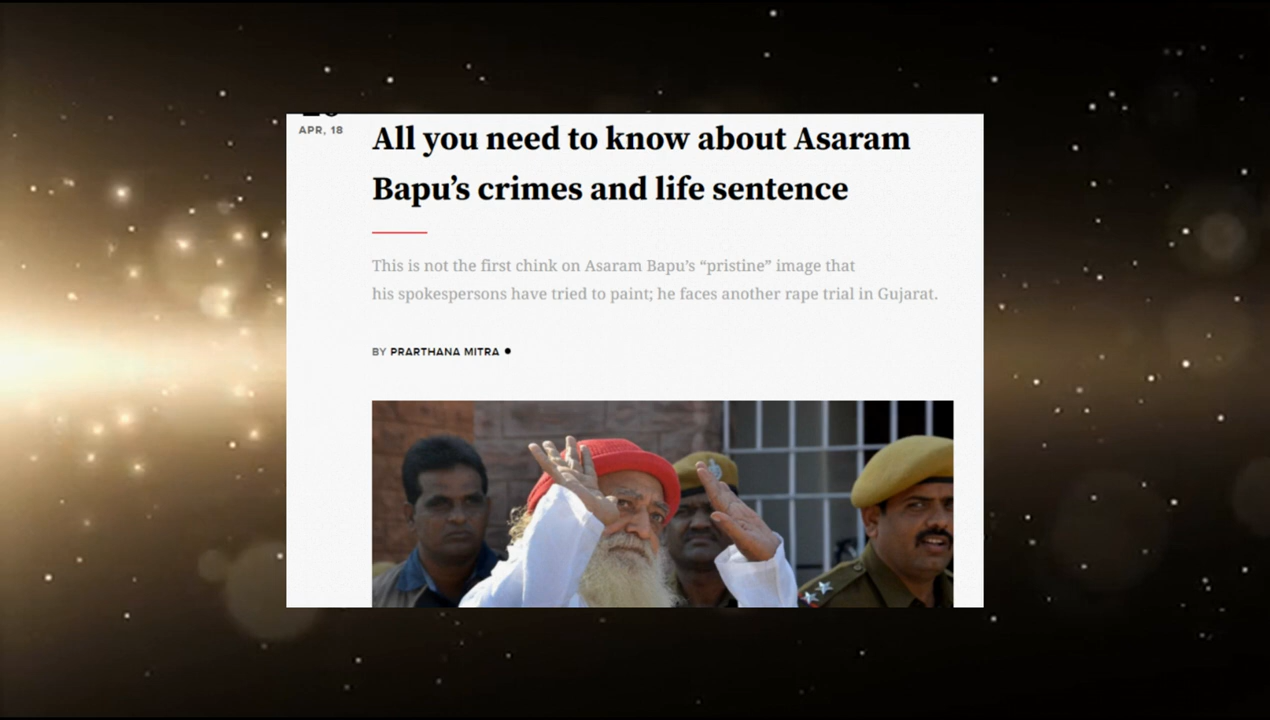 APR, 18
All you need to know about Asaram
Bapu’s crimes and life sentence
This is not the first chink on Asaram Bapu’s “pristine” image that
his spokespersons have tried to paint; he faces another rape trial in Gujarat.
BY PRARTHANA MITRA